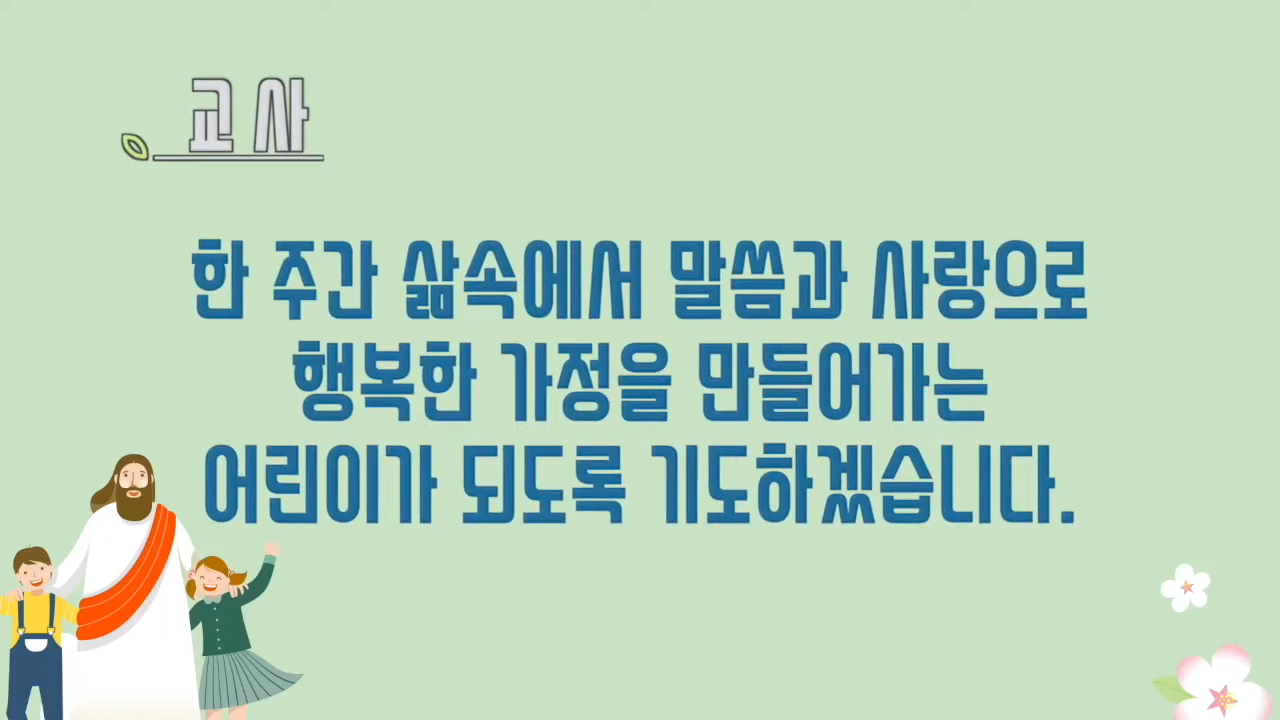 교 사
한 주간 삶속에서 말씀과 사랑으로
행복한 가정을 만들어가는
어린이가 되도록 기도하겠습니다.